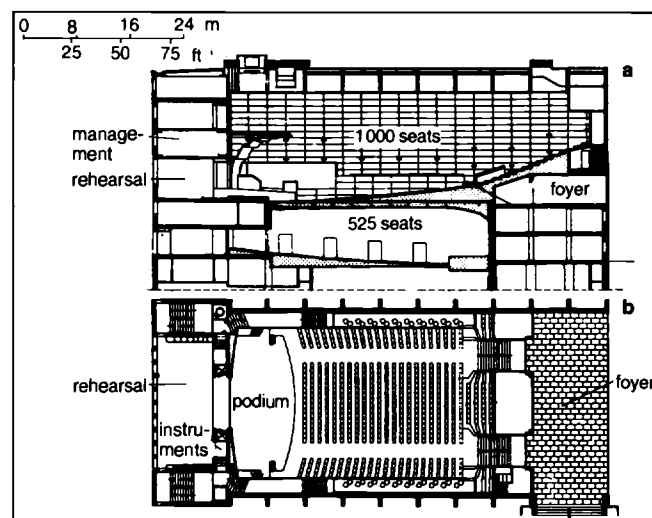 0 8 16 24 m
25 50 75 ft
a
1000 seats
manage-
ment
rehearsal
foyer
525 seats
b
rehearsal
podium
foyer
instru-
ments